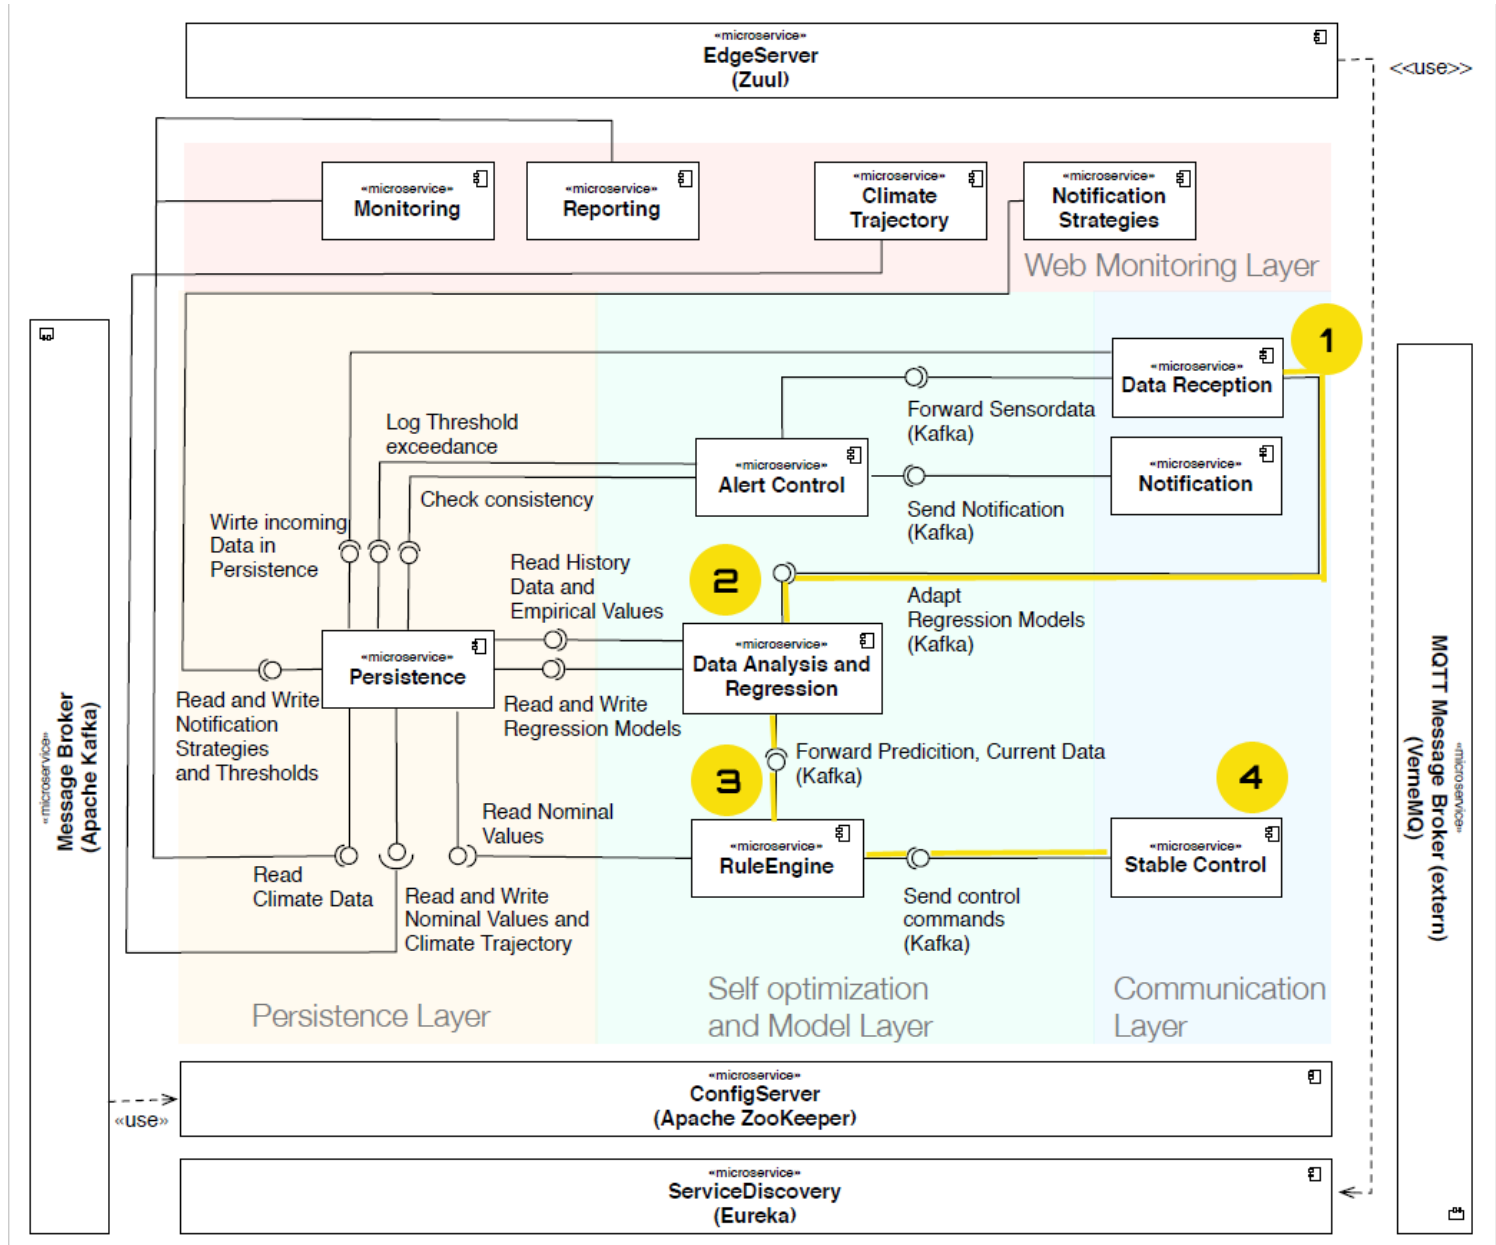 «microservice»
EdgeServer
(Zuul)
<<use>>
«microservice»
Monitoring
«microservice»
Reporting
«microservice»
Climate
Trajectory
«microservice»
Notification
Strategies
Web Monitoring Layer
1
«microservice»
Data Reception
Forward Sensordata
(Kafka)
Log Threshold
exceedance
«microservice»
Alert Control
«microservice»
Notification
Check consistency
Send Notification
(Kafka)
Wirte incoming
Data in
Persistence
Read History
Data and
Empirical Values
2
Adapt
Regression Models
(Kafka)
«microservice»
Persistence
«microservice»
Data Analysis and
Regression
Read and Write
Notification
Strategies
and Thresholds
Read and Write
Regression Models
Forward Predicition, Current Data
(Kafka)
3
4
Read Nominal
Values
«microservice»
RuleEngine
«microservice»
Stable Control
Read
Climate Data
Read and Write
Nominal Values and
Climate Trajectory
Send control
commands
(Kafka)
Persistence Layer
Self optimization
and Model Layer
Communication
Layer
«microservice»
Message Broker
(Apache Kafka)
«microservice»
MQTT Message Broker (extern)
(VerneMQ)
«use»
«microservice»
ConfigServer
(Apache ZooKeeper)
«microservice»
ServiceDiscovery
(Eureka)